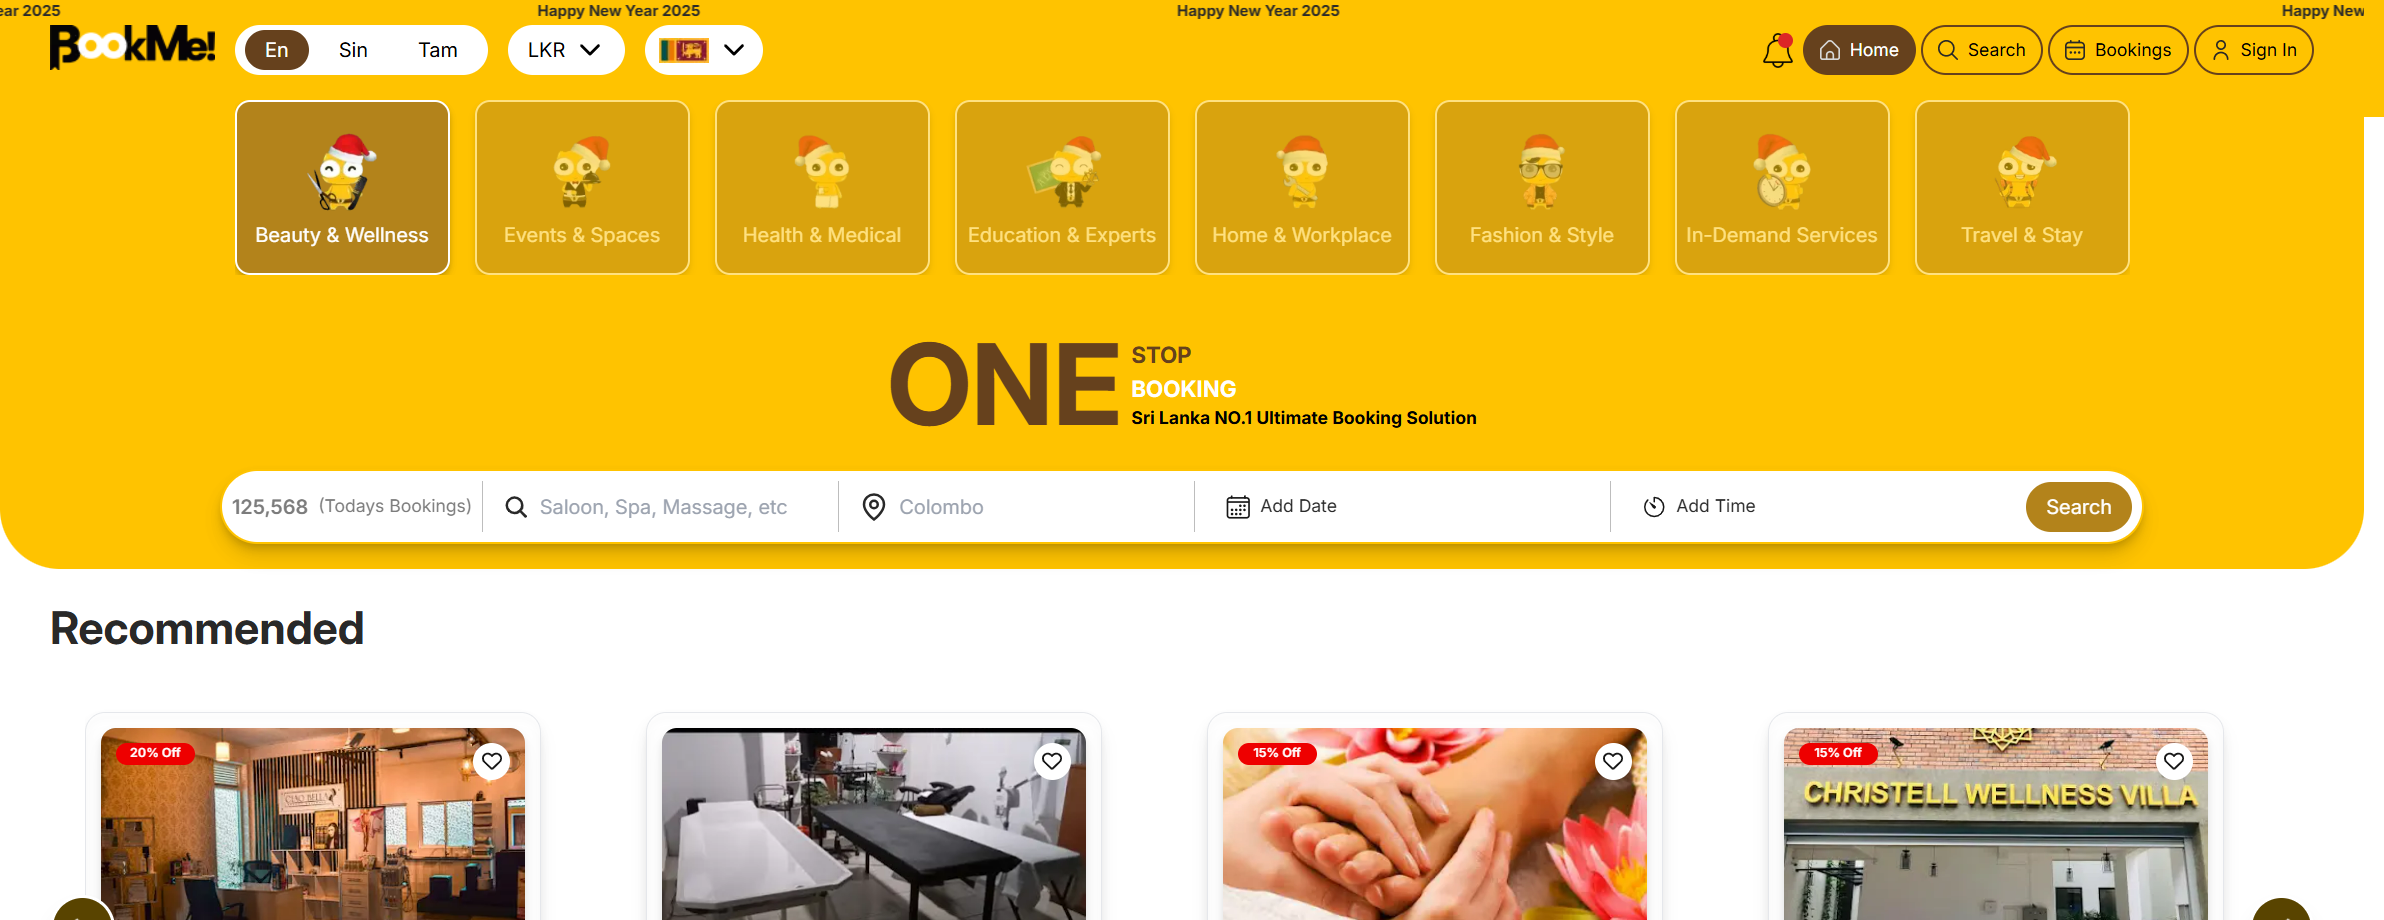 ear 2025
Happy New Year 2025
Happy New Year 2025
Happy New
BookMe!
En
Sin
Tam
LKR
Home
Search
Bookings
Sign In
Beauty & Wellness
Events & Spaces
Health & Medical
Education & Experts
Home & Workplace
Fashion & Style
In-Demand Services
Travel & Stay
ONE
STOP
BOOKING
Sri Lanka NO.1 Ultimate Booking Solution
125,568 (Todays Bookings)
Saloon, Spa, Massage, etc
Colombo
Add Date
Add Time
Search
Recommended
20% Off
15% Off
15% Off
CHRISTELL WELLNESS VILLA